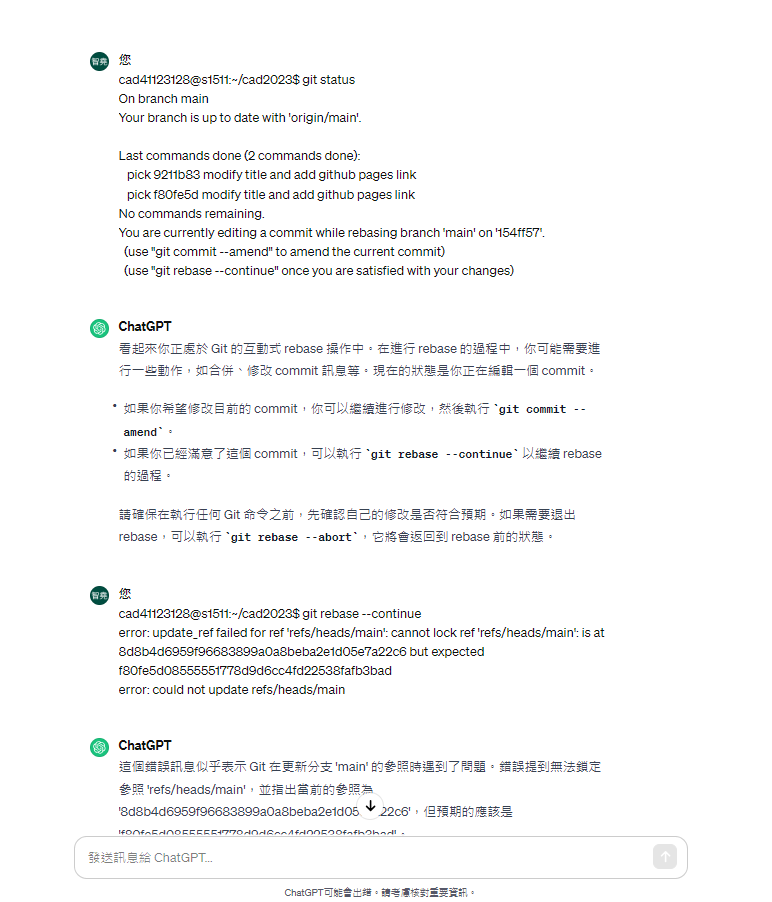 智堯 您
cad41123128@s1511:~/cad2023$ git status
On branch main
Your branch is up to date with 'origin/main'.
Last commands done (2 commands done):
pick 9211b83 modify title and add github pages link
pick f80fe5d modify title and add github pages link
No commands remaining.
You are currently editing a commit while rebasing branch 'main' on '154ff57'.
(use "git commit --amend" to amend the current commit)
(use "git rebase --continue" once you are satisfied with your changes)
ChatGPT
看起來你正處於 Git 的互動式 rebase 操作中。在進行 rebase 的過程中，你可能需要進
行一些動作，如合併、修改 commit 訊息等。現在的狀態是你正在編輯一個 commit。
• 如果你希望修改目前的 commit，你可以繼續進行修改，然後執行 `git commit --
amend`。
• 如果你已經滿意了這個 commit，可以執行 `git rebase --continue` 以繼續 rebase
的過程。
請確保在執行任何 Git 命令之前，先確認自己的修改是否符合預期。如果需要退出
rebase，可以執行 `git rebase --abort`，它將會返回到 rebase 前的狀態。
智堯 您
cad41123128@s1511:~/cad2023$ git rebase --continue
error: update_ref failed for ref 'refs/heads/main': cannot lock ref 'refs/heads/main': is at
8d8b4d6959f96683899a0a8beba2e1d05e7a22c6 but expected
f80fe5d08555551778d9d6cc4fd22538fafb3bad
error: could not update refs/heads/main
ChatGPT
這個錯誤訊息似乎表示 Git 在更新分支 'main' 的參照時遇到了問題。錯誤提到無法鎖定
參照 'refs/heads/main'，並指出當前的參照為
'8d8b4d6959f96683899a0a8beba2e1d05 22c6'，但預期的應該是
'f80fe5d08555551778d9d6cc4fd22538fafb3bad'。
發送訊息給 ChatGPT...
ChatGPT可能會出錯。請考慮核對重要資訊。